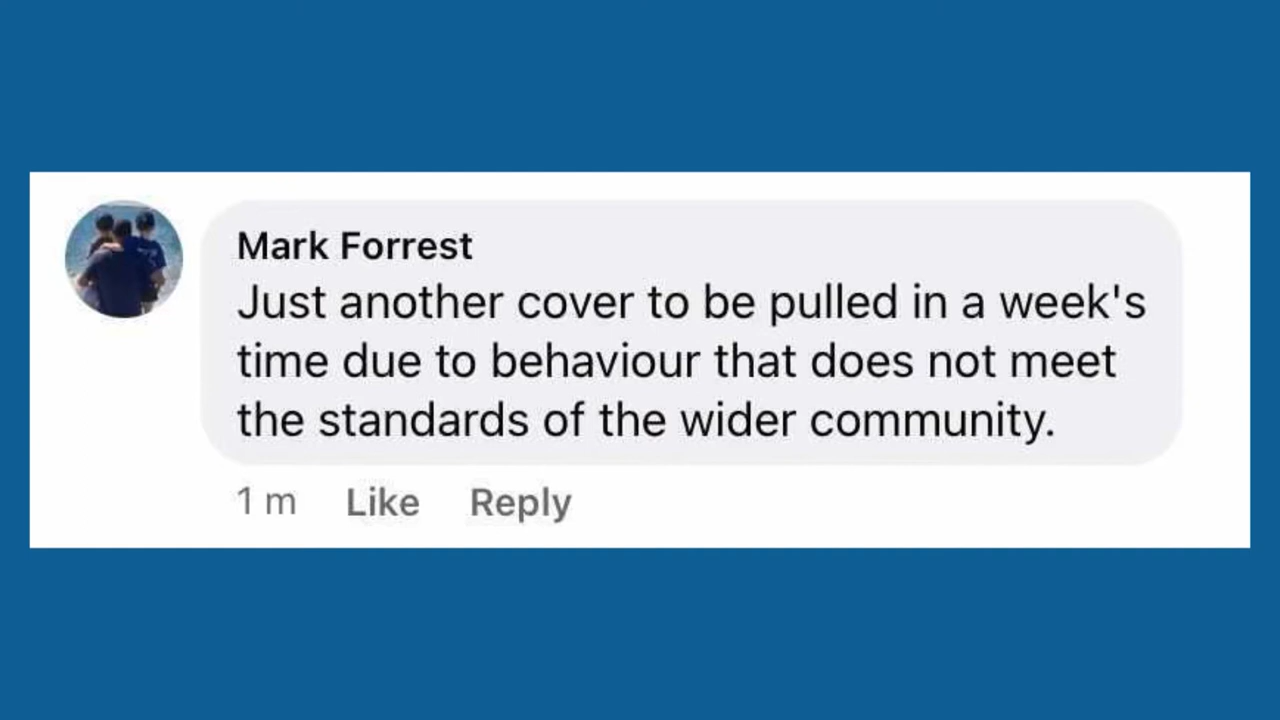 Mark Forrest
Just another cover to be pulled in a week's
time due to behaviour that does not meet
the standards of the wider community.
1 m Like Reply